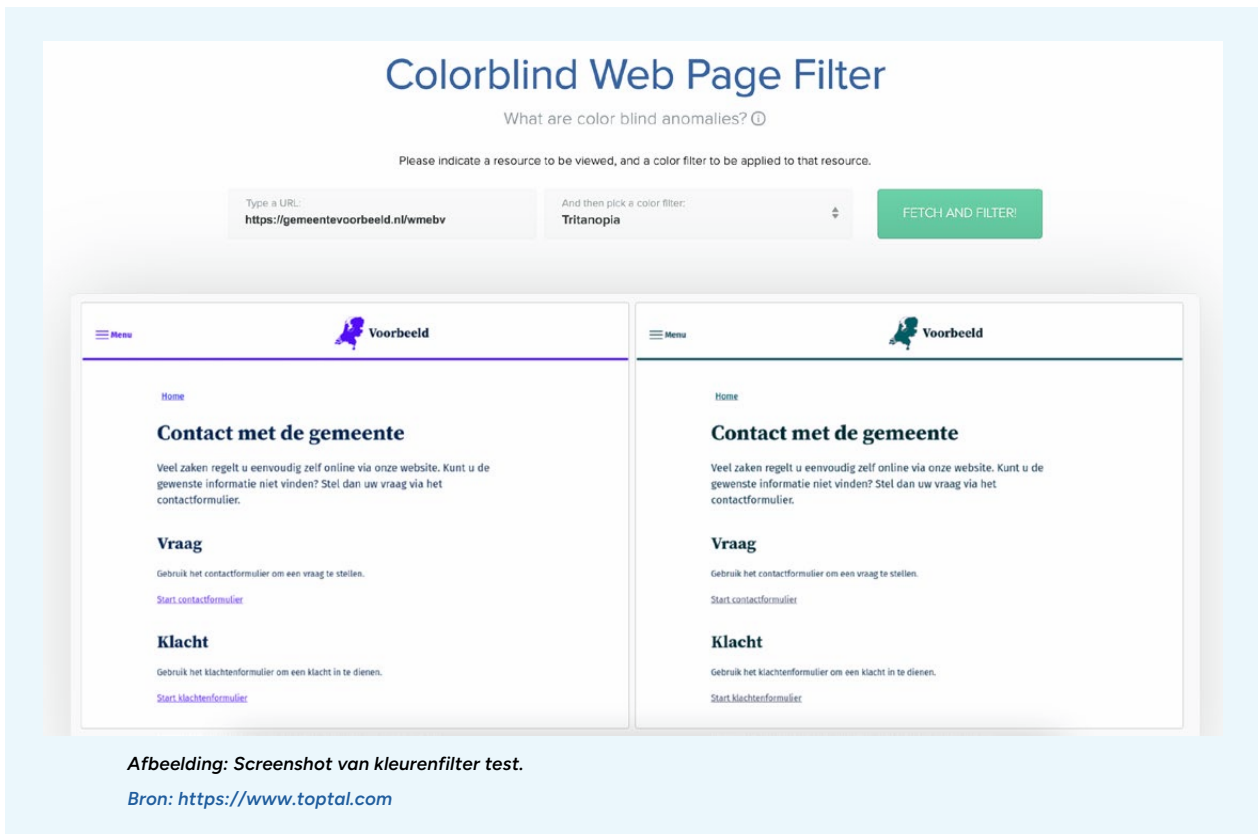 Colorblind Web Page Filter
What are color blind anomalies?
Please indicate a resource to be viewed, and a color filter to be applied to that resource.
Type a URL:
https://gemeentevoorbeeld.nl/wmebv
And then pick a color filter:
Tritanopia
FETCH AND FILTER!
Menu
Voorbeeld
Home
Contact met de gemeente
Veel zaken regelt u eenvoudig zelf online via onze website. Kunt u de
gewenste informatie niet vinden? Stel dan uw vraag via het
contactformulier.
Vraag
Gebruik het contactformulier om een vraag te stellen.
Start contactformulier
Klacht
Gebruik het klachtenformulier om een klacht in te dienen.
Start klachtenformulier
Menu
Voorbeeld
Home
Contact met de gemeente
Veel zaken regelt u eenvoudig zelf online via onze website. Kunt u de
gewenste informatie niet vinden? Stel dan uw vraag via het
contactformulier.
Vraag
Gebruik het contactformulier om een vraag te stellen.
Start contactformulier
Klacht
Gebruik het klachtenformulier om een klacht in te dienen.
Start klachtenformulier
Afbeelding: Screenshot van kleurenfilter test.
Bron: https://www.toptal.com